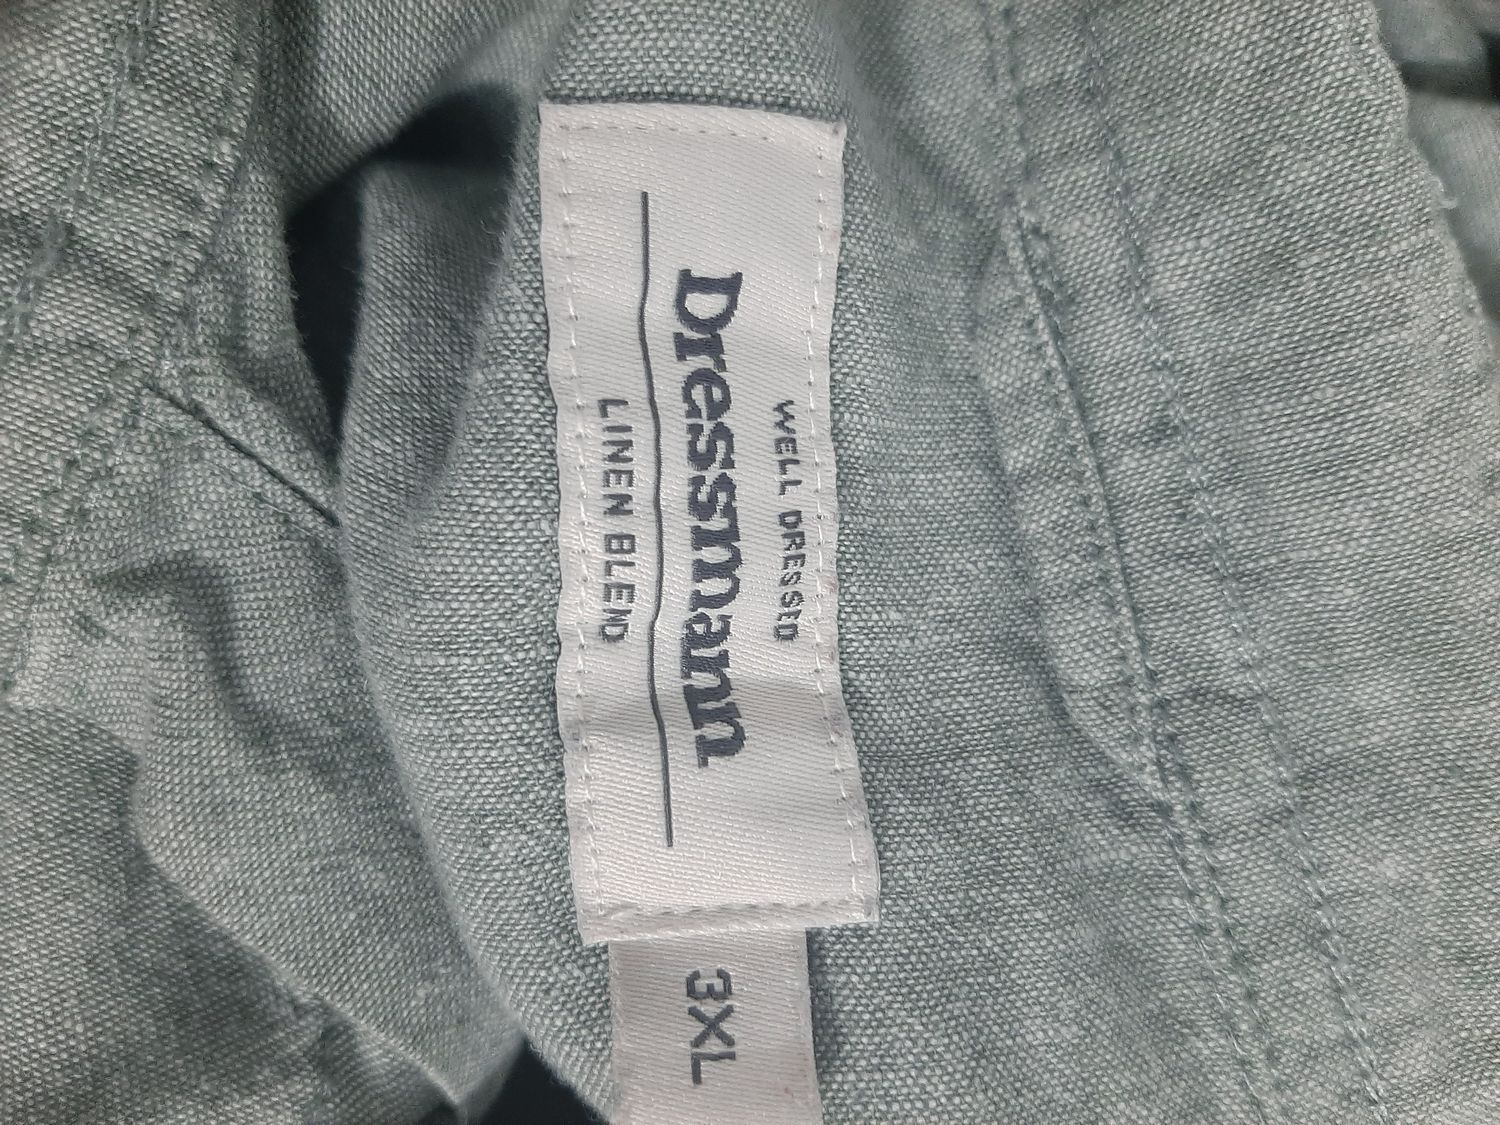 WELL DRESSED
Dressmann
LINEN BLEND
3XL